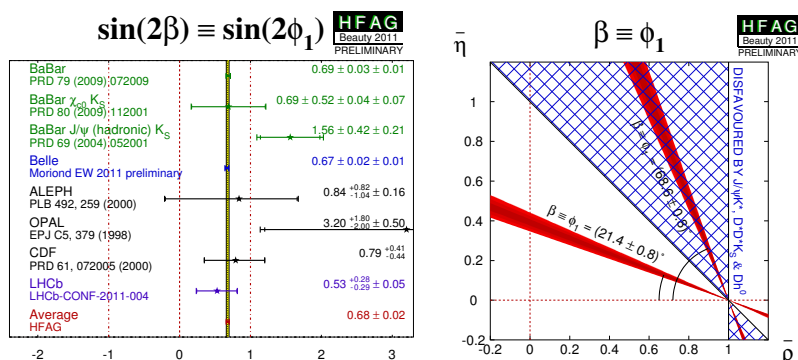 sin(2β) ≡ sin(2ϕ1)
HFAG
Beauty 2011
PRELIMINARY
BaBar
PRD 79 (2009) 072009
0.69 ± 0.03 ± 0.01
BaBar χc0 KS
PRD 80 (2009) 112001
0.69 ± 0.52 ± 0.04 ± 0.07
BaBar J/ψ (hadronic) KS
PRD 69 (2004) 052001
1.56 ± 0.42 ± 0.21
Belle
Moriond EW 2011 preliminary
0.67 ± 0.02 ± 0.01
ALEPH
PLB 492, 259 (2000)
0.84 +0.82 -1.04 ± 0.16
OPAL
EPJ C5, 379 (1998)
3.20 +1.80 -2.00 ± 0.50
CDF
PRD 61, 072005 (2000)
0.79 +0.41 -0.44
LHCb
LHCb-CONF-2011-004
0.53 +0.28 -0.29 ± 0.05
Average
HFAG
0.68 ± 0.02
-2 -1 0 1 2 3
β ≡ ϕ1
HFAG
Beauty 2011
PRELIMINARY
η̄
1
0.8
0.6
0.4
0.2
0
-0.2
-0.2 0 0.2 0.4 0.6 0.8 1
ρ̄
β ≡ ϕ1 = (68.6 ± 0.8)°
β ≡ ϕ1 = (21.4 ± 0.8)°
DISFAVOURED BY J/ψK*, D*D*KS & Dh0